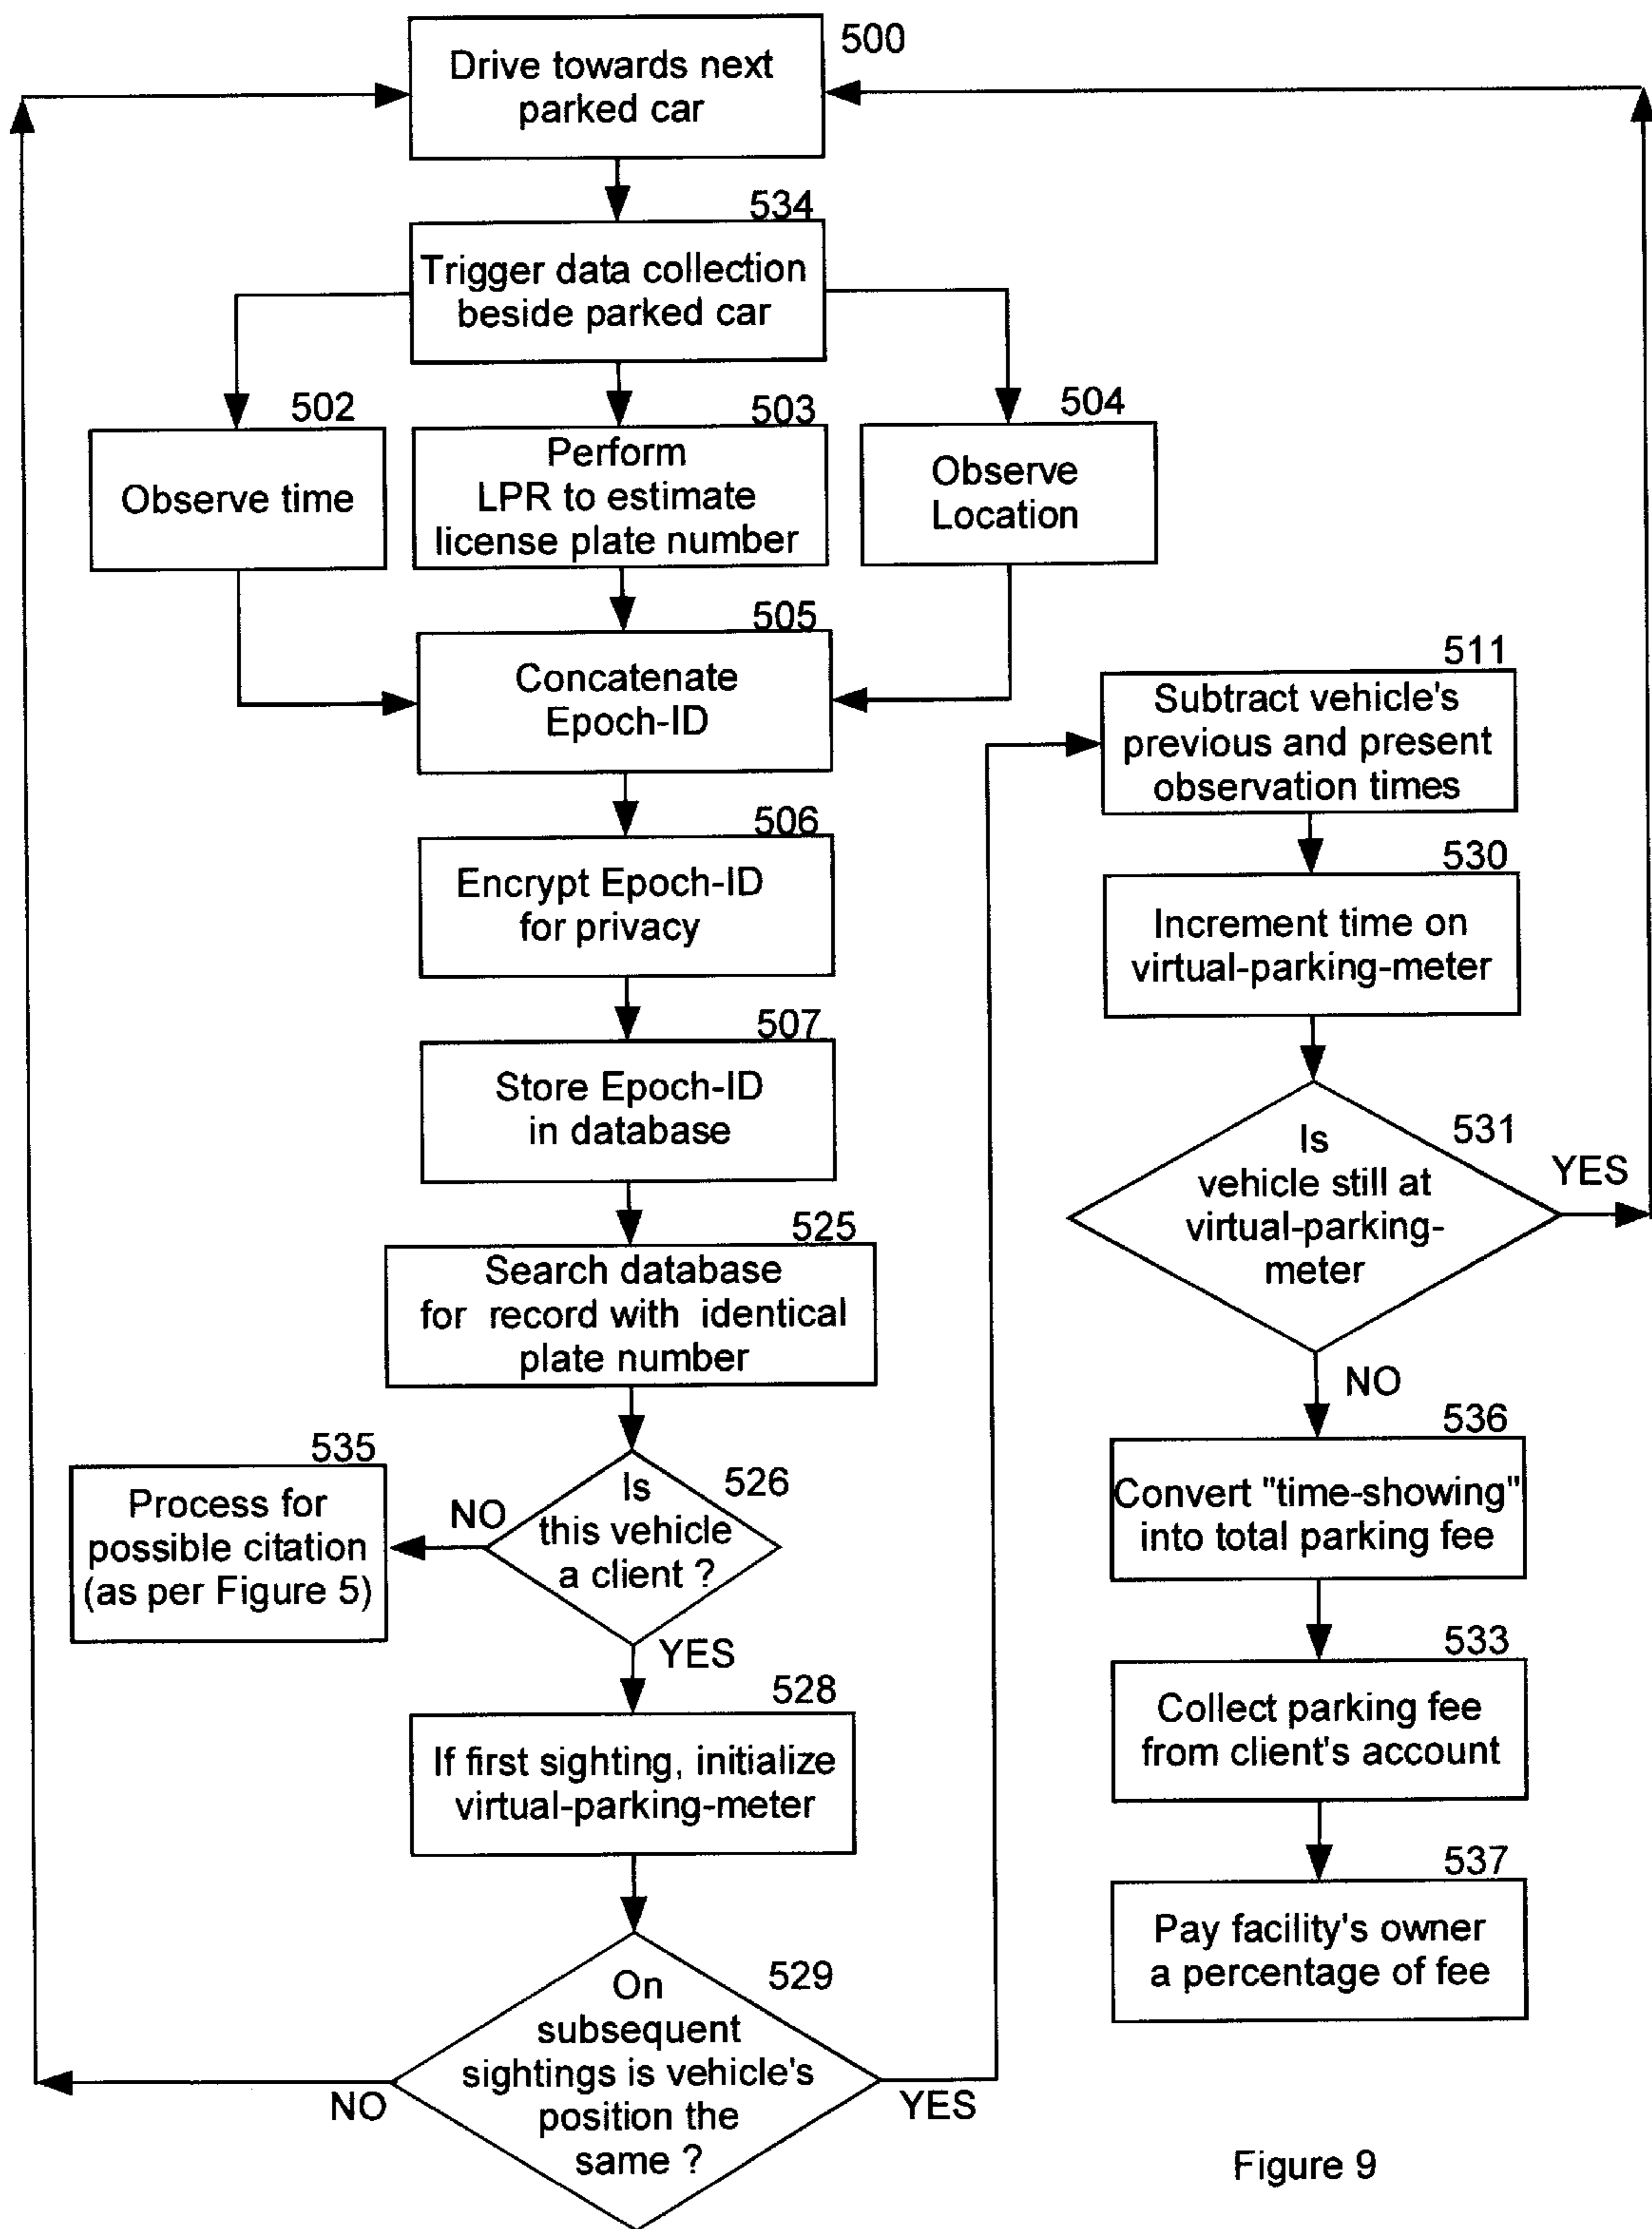 500
Drive towards next
parked car
534
Trigger data collection
beside parked car
502
Observe time
503
Perform
LPR to estimate
license plate number
504
Observe
Location
505
Concatenate
Epoch-ID
506
Encrypt Epoch-ID
for privacy
507
Store Epoch-ID
in database
525
Search database
for record with identical
plate number
526
Is
this vehicle
a client ?
NO
535
Process for
possible citation
(as per Figure 5)
YES
528
If first sighting, initialize
virtual-parking-meter
529
On
subsequent
sightings is vehicle's
position the
same ?
NO
YES
511
Subtract vehicle's
previous and present
observation times
530
Increment time on
virtual-parking-meter
531
Is
vehicle still at
virtual-parking-
meter
YES
NO
536
Convert "time-showing"
into total parking fee
533
Collect parking fee
from client's account
537
Pay facility's owner
a percentage of fee
Figure 9